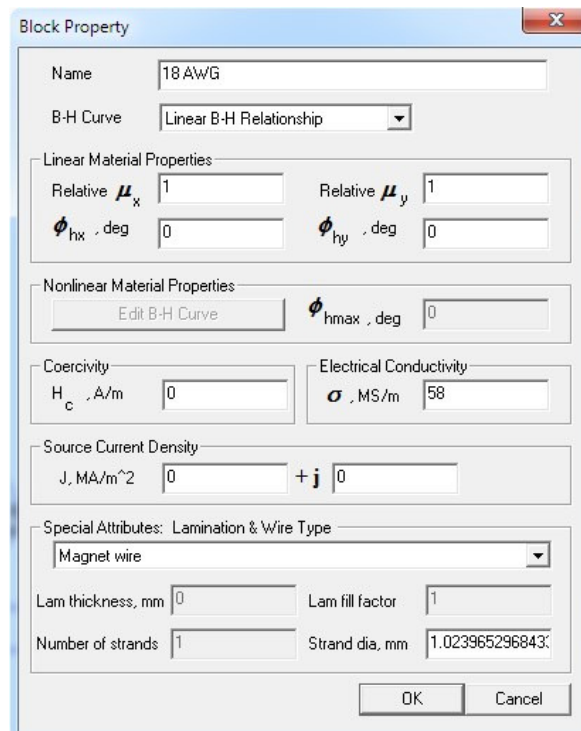 Block Property
Name 18 AWG
B-H Curve Linear B-H Relationship
Linear Material Properties
Relative μx 1 Relative μy 1
ϕhx , deg 0 ϕhy , deg 0
Nonlinear Material Properties
Edit B-H Curve ϕhmax , deg 0
Coercivity Electrical Conductivity
Hc , A/m 0 σ , MS/m 58
Source Current Density
J, MA/m^2 0 + j 0
Special Attributes: Lamination & Wire Type
Magnet wire
Lam thickness, mm 0 Lam fill factor 1
Number of strands 1 Strand dia, mm 1.023965296843
OK Cancel